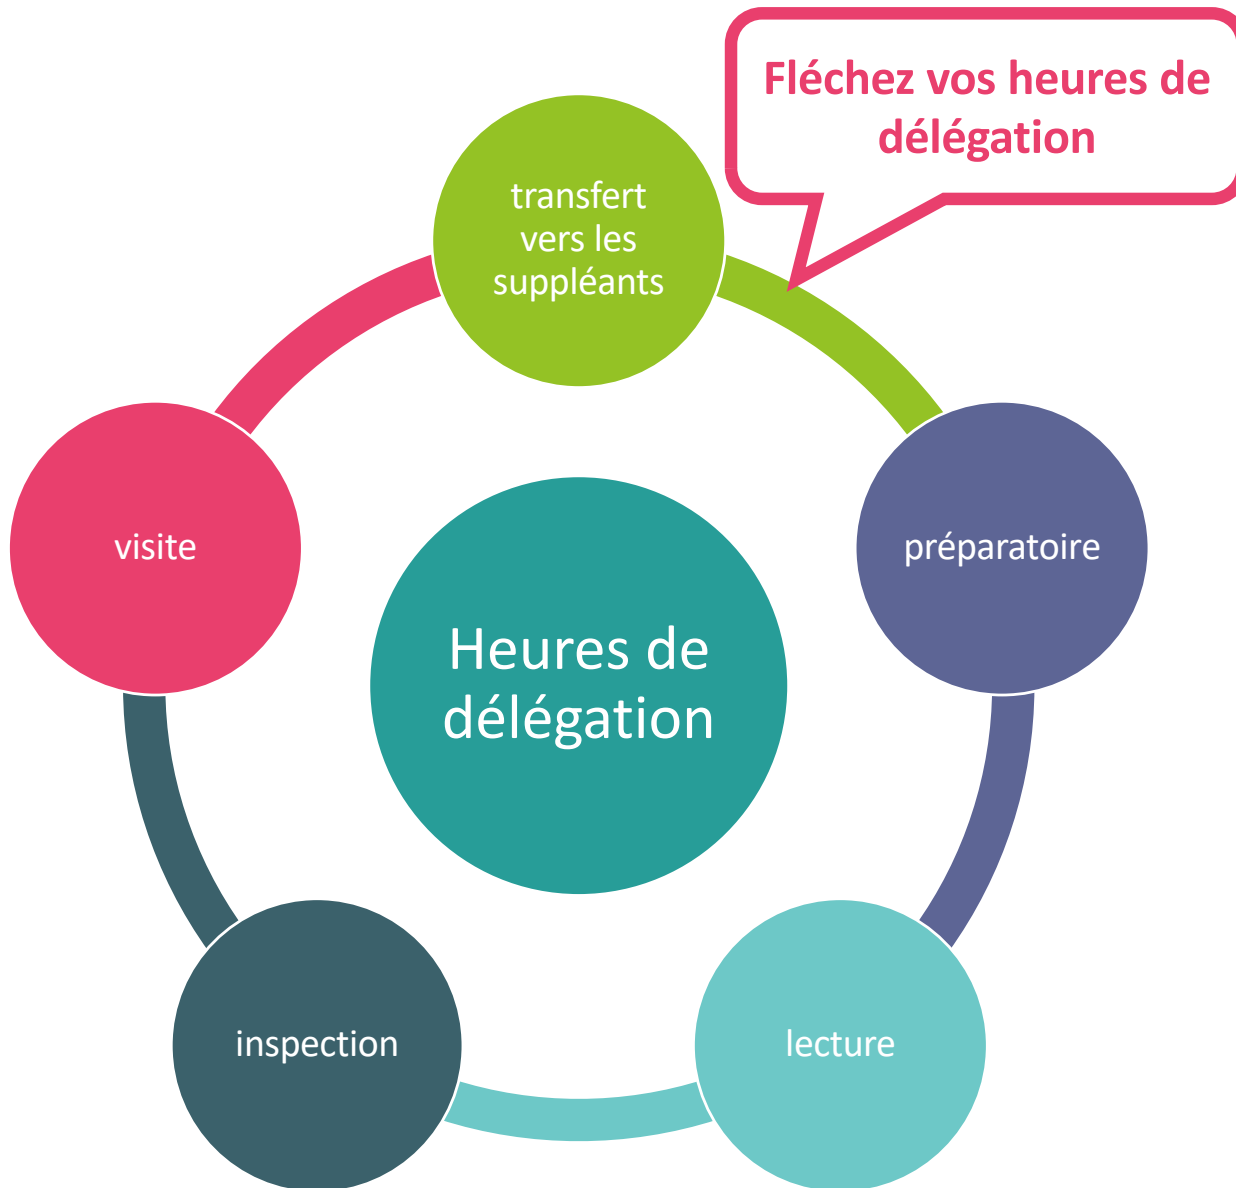 Fléchez vos heures de
délégation
transfert
vers les
suppléants
visite
préparatoire
Heures de
délégation
inspection
lecture